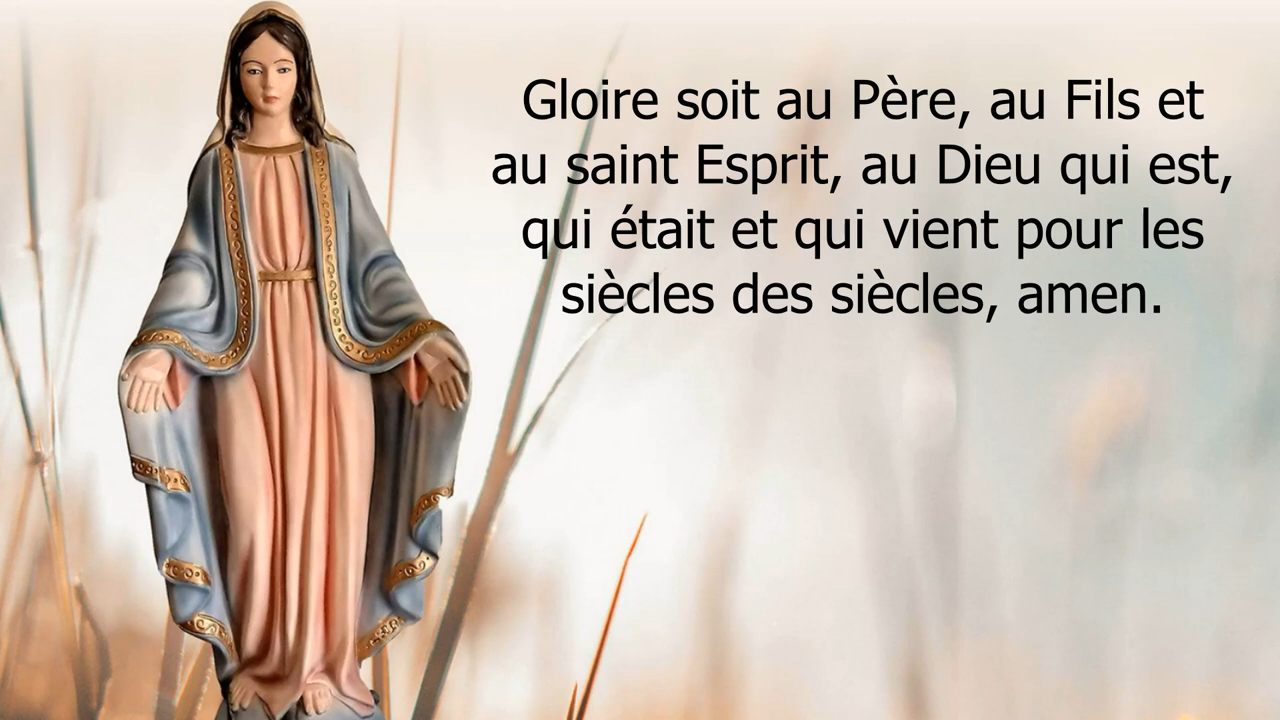 Gloire soit au Père, au Fils et
au saint Esprit, au Dieu qui est,
qui était et qui vient pour les
siècles des siècles, amen.